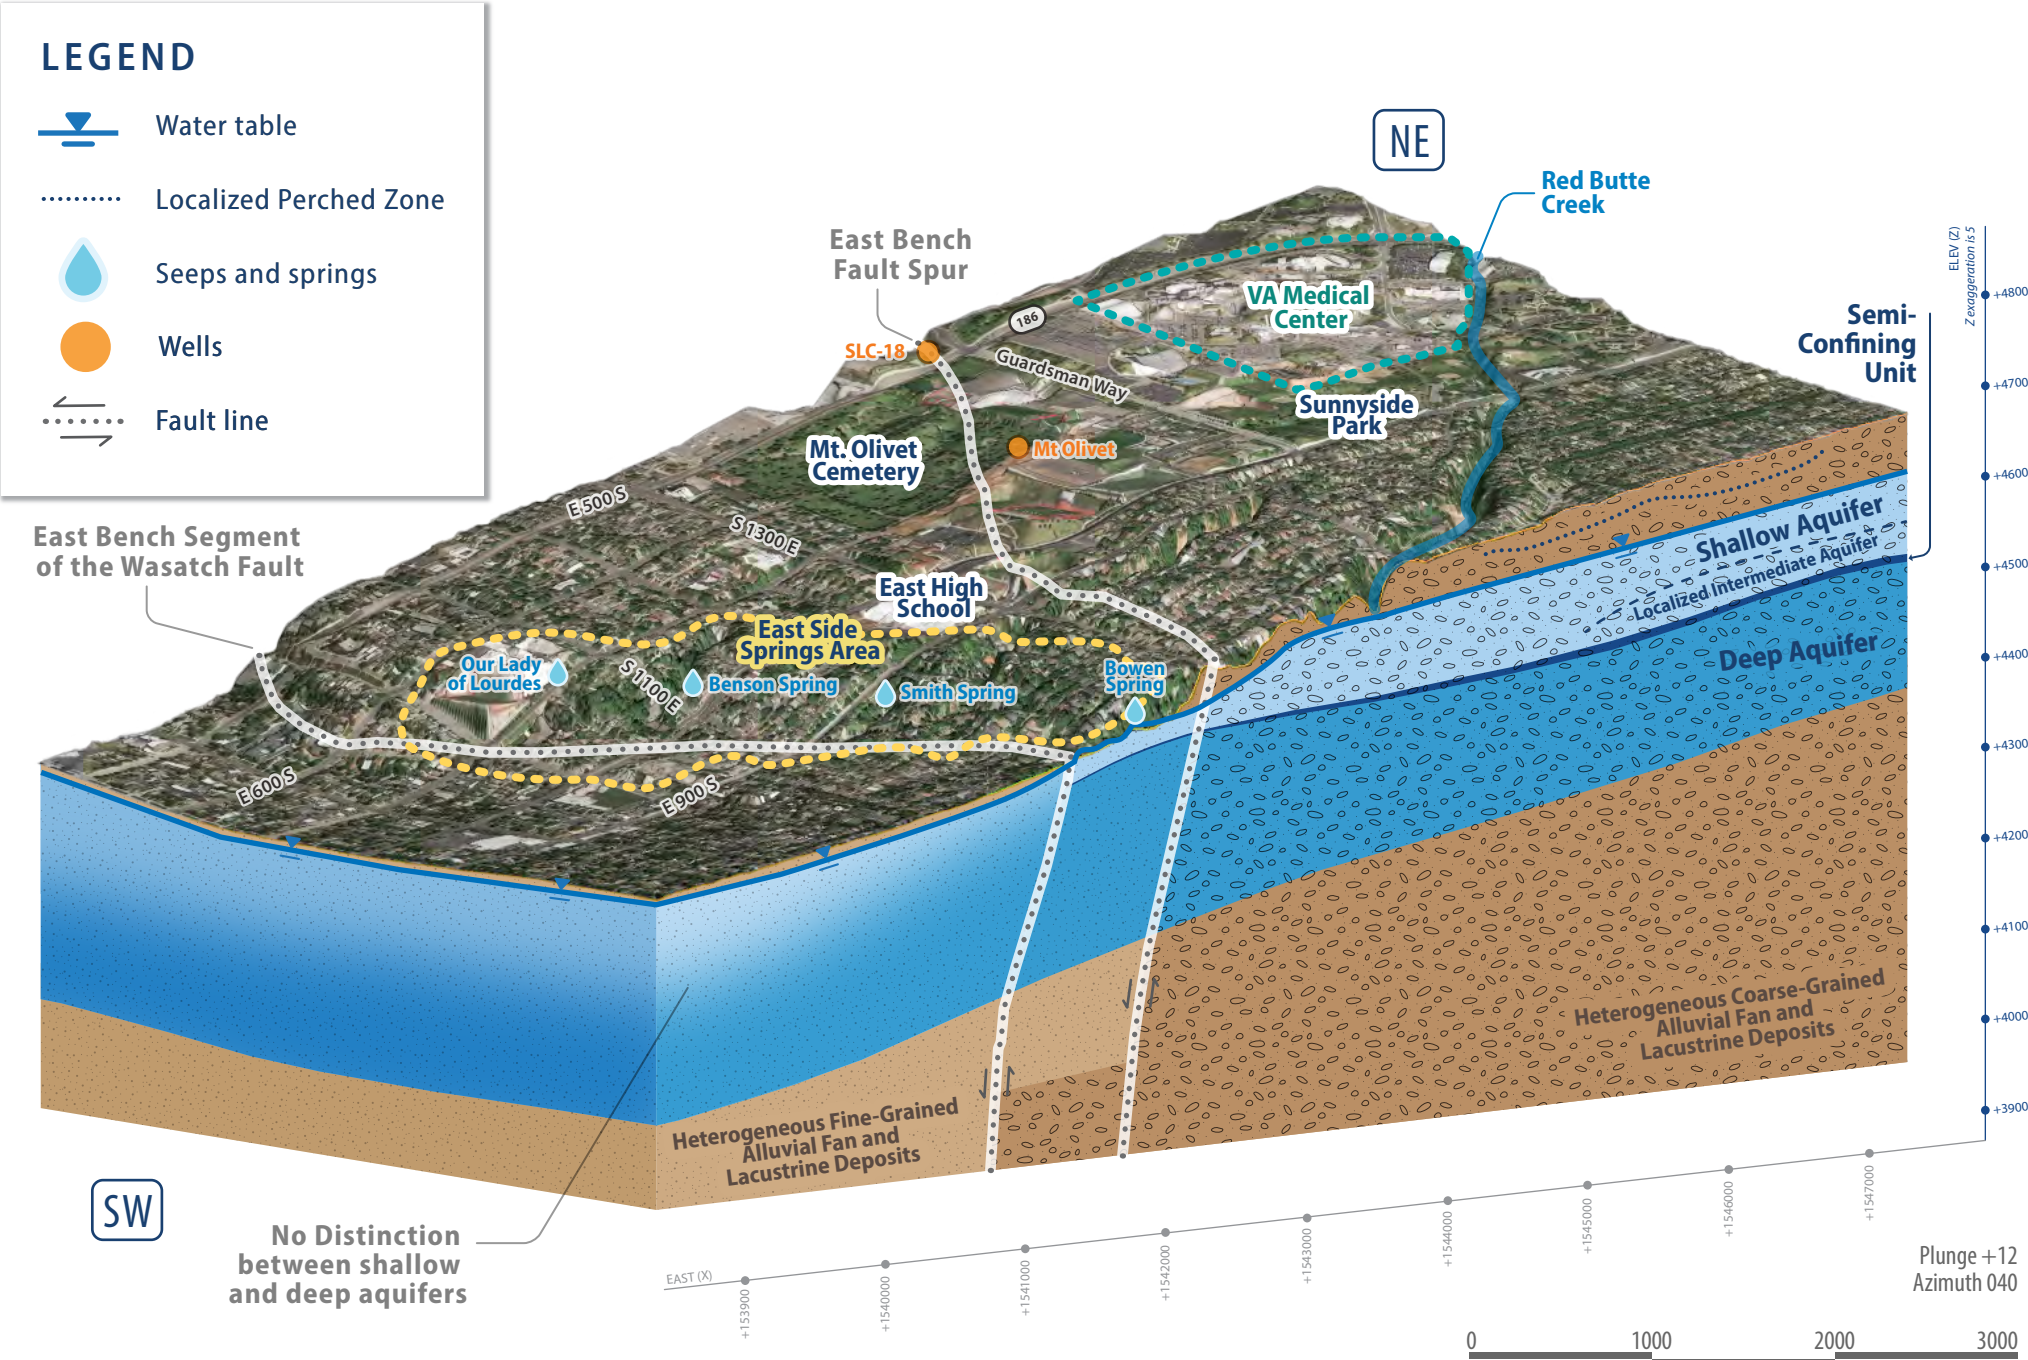 LEGEND
Water table
Localized Perched Zone
Seeps and springs
Wells
Fault line
NE
Red Butte
Creek
East Bench
Fault Spur
ELEV (Z)
Z exaggeration is 5
+4800
+4700
+4600
+4500
+4400
+4300
+4200
+4100
+4000
+3900
Semi-
Confining
Unit
186
VA Medical
Center
SLC-18
Guardsman Way
Sunnyside
Park
Mt. Olivet
Cemetery
Mt Olivet
E 500 S
S 1300 E
East Bench Segment
of the Wasatch Fault
East High
School
East Side
Springs Area
Our Lady
of Lourdes
S 1100 E
Benson Spring
Smith Spring
Bowen
Spring
E 600 S
E 900 S
Shallow Aquifer
Localized Intermediate Aquifer
Deep Aquifer
Heterogeneous Coarse-Grained
Alluvial Fan and
Lacustrine Deposits
Heterogeneous Fine-Grained
Alluvial Fan and
Lacustrine Deposits
SW
No Distinction
between shallow
and deep aquifers
EAST (X)
+153900
+1540000
+1541000
+1542000
+1543000
+1544000
+1545000
+1546000
+1547000
Plunge +12
Azimuth 040
0 1000 2000 3000